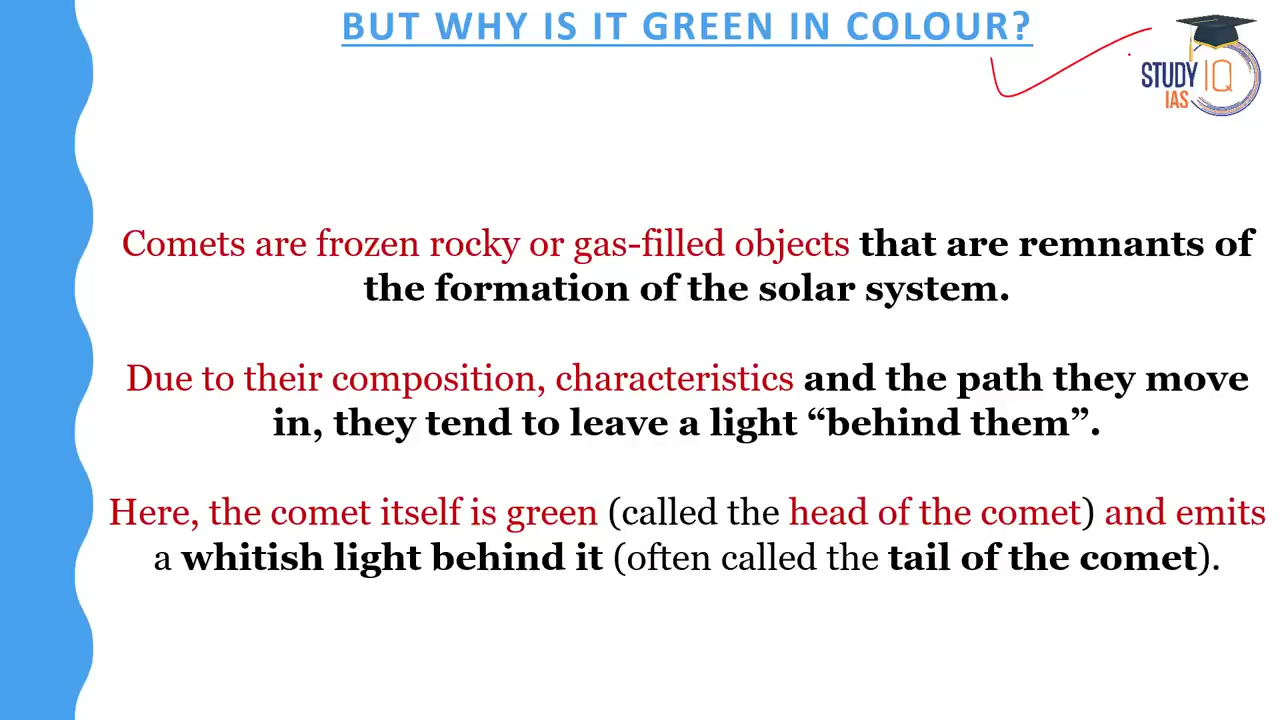 BUT WHY IS IT GREEN IN COLOUR?
STUDY IQ
IAS
Comets are frozen rocky or gas-filled objects that are remnants of
the formation of the solar system.
Due to their composition, characteristics and the path they move
in, they tend to leave a light “behind them”.
Here, the comet itself is green (called the head of the comet) and emits
a whitish light behind it (often called the tail of the comet).